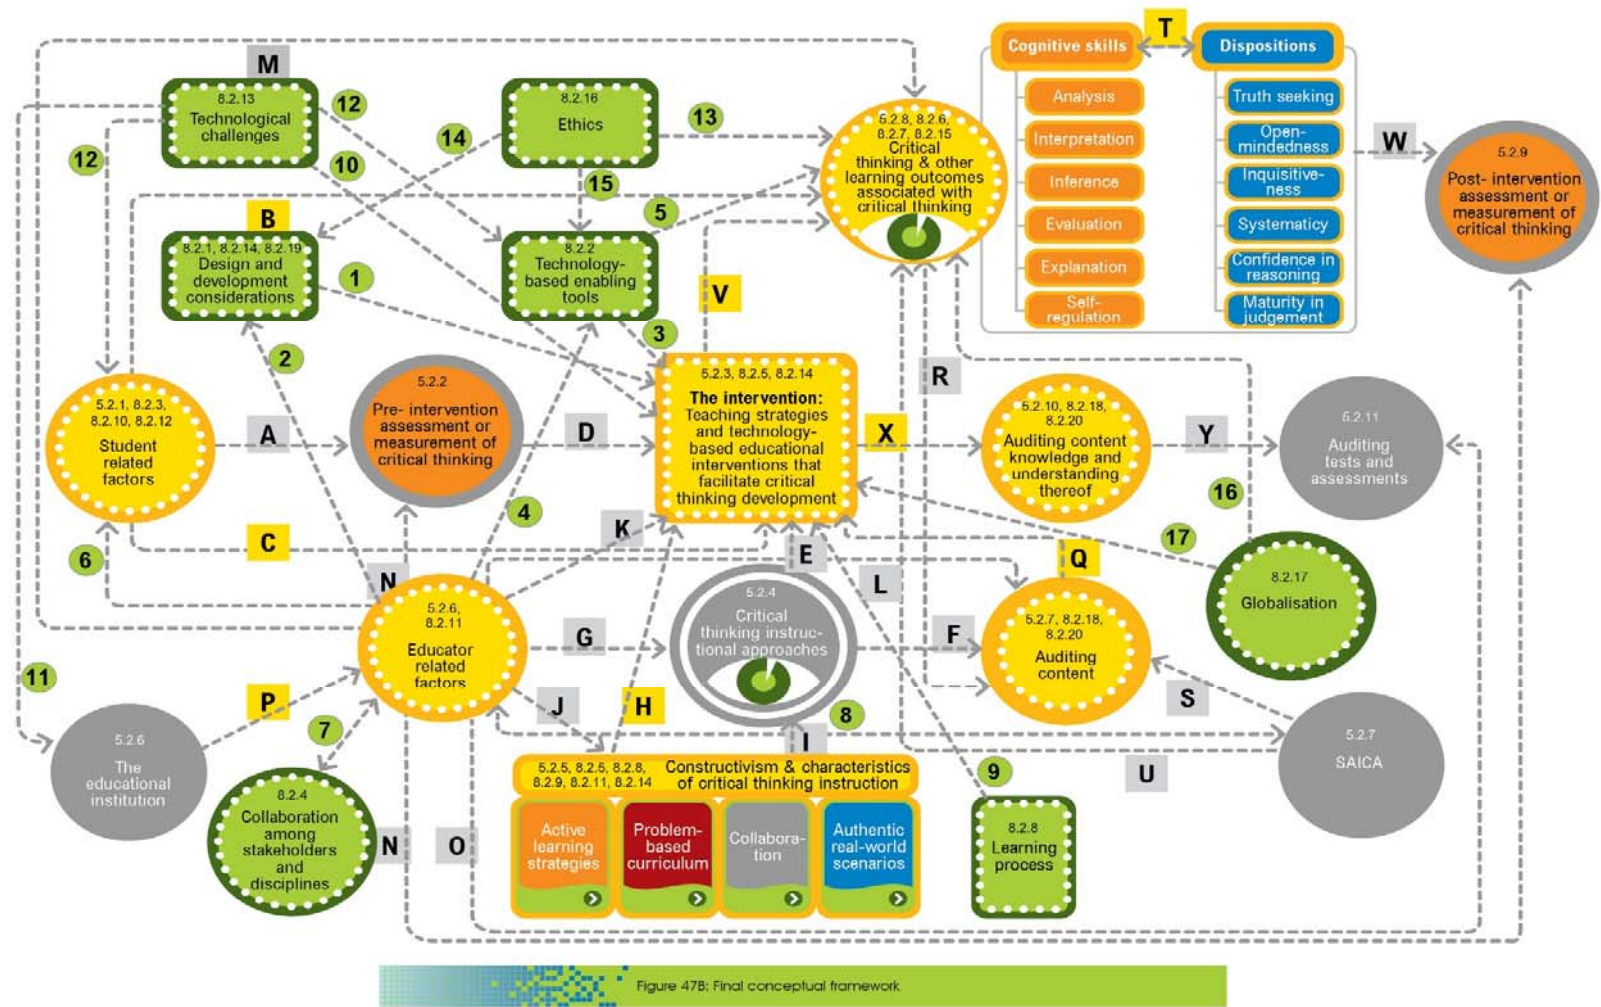 M
8.2.13
Technological
challenges
12
12
10
14
8.2.16
Ethics
13
15
5
5.2.8, 8.2.6,
8.2.7, 8.2.15
Critical
thinking & other
learning outcomes
associated with
critical thinking
T
Cognitive skills
Analysis
Interpretation
Inference
Evaluation
Explanation
Self-
regulation
Dispositions
Truth seeking
Open-
mindedness
Inquisitive-
ness
Systematicy
Confidence in
reasoning
Maturity in
judgement
W
5.2.9
Post- intervention
assessment or
measurement of
critical thinking
B
8.2.1, 8.2.14, 8.2.19
Design and
development
considerations
1
2
8.2.2
Technology-
based enabling
tools
3
V
R
5.2.1, 8.2.3,
8.2.10, 8.2.12
Student
related
factors
A
5.2.2
Pre- intervention
assessment or
measurement of
critical thinking
D
5.2.3, 8.2.5, 8.2.14
The intervention:
Teaching strategies
and technology-
based educational
interventions that
facilitate critical
thinking development
X
5.2.10, 8.2.18,
8.2.20
Auditing content
knowledge and
understanding
thereof
Y
5.2.11
Auditing
tests and
assessments
16
17
4
K
C
6
N
E
L
Q
5.2.6,
8.2.11
Educator
related
factors
G
5.2.4
Critical
thinking instruc-
tional approaches
F
5.2.7, 8.2.18,
8.2.20
Auditing
content
8.2.17
Globalisation
11
P
7
J
H
8
I
S
U
9
5.2.6
The
educational
institution
5.2.7
SAICA
8.2.4
Collaboration
among
stakeholders
and
disciplines
N
O
5.2.5, 8.2.5, 8.2.8,
8.2.9, 8.2.11, 8.2.14
Constructivism & characteristics
of critical thinking instruction
Active
learning
strategies
Problem-
based
curriculum
Collabora-
tion
Authentic
real-world
scenarios
8.2.8
Learning
process
Figure 47B: Final conceptual framework